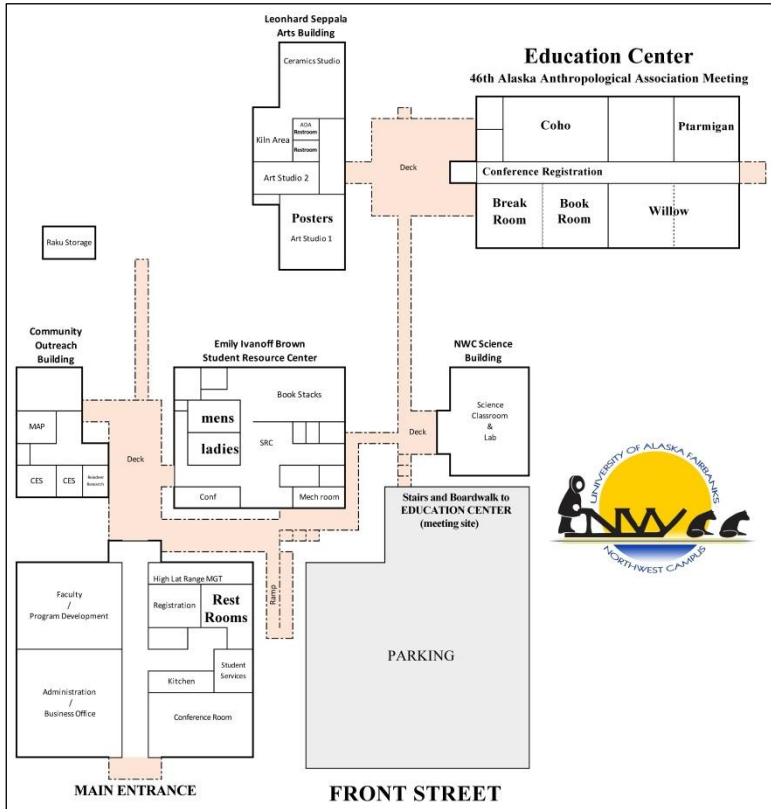 Leonhard Seppala
Arts Building
Ceramics Studio
AOA
Restroom
Restroom
Kiln Area
Art Studio 2
Posters
Art Studio 1
Education Center
46th Alaska Anthropological Association Meeting
Coho
Ptarmigan
Conference Registration
Break
Room
Book
Room
Willow
Deck
Raku Storage
Community
Outreach
Building
MAP
CES
CES
Reindeer
Research
Deck
Emily Ivanoff Brown
Student Resource Center
Book Stacks
mens
ladies
SRC
Conf
Mech room
NWC Science
Building
Science
Classroom
&
Lab
Deck
Stairs and Boardwalk to
EDUCATION CENTER
(meeting site)
PARKING
UNIVERSITY OF ALASKA FAIRBANKS
NWCC
NORTHWEST CAMPUS
Faculty
/
Program Development
High Lat Range MGT
Registration
Rest
Rooms
Ramp
Student
Services
Kitchen
Administration
/
Business Office
Conference Room
MAIN ENTRANCE
FRONT STREET